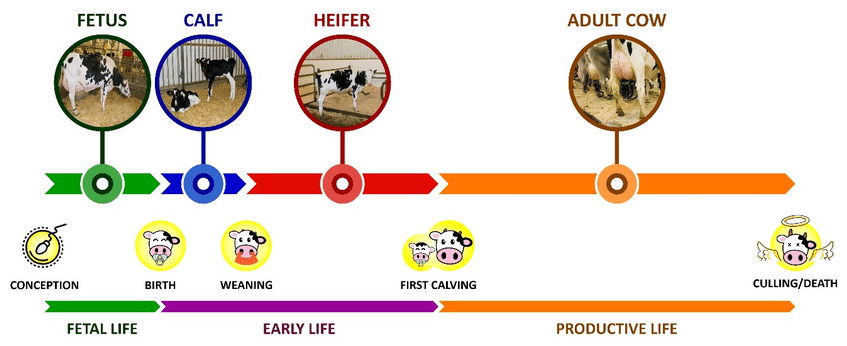 FETUS
CALF
HEIFER
ADULT COW
CONCEPTION
BIRTH
WEANING
FIRST CALVING
CULLING/DEATH
FETAL LIFE
EARLY LIFE
PRODUCTIVE LIFE